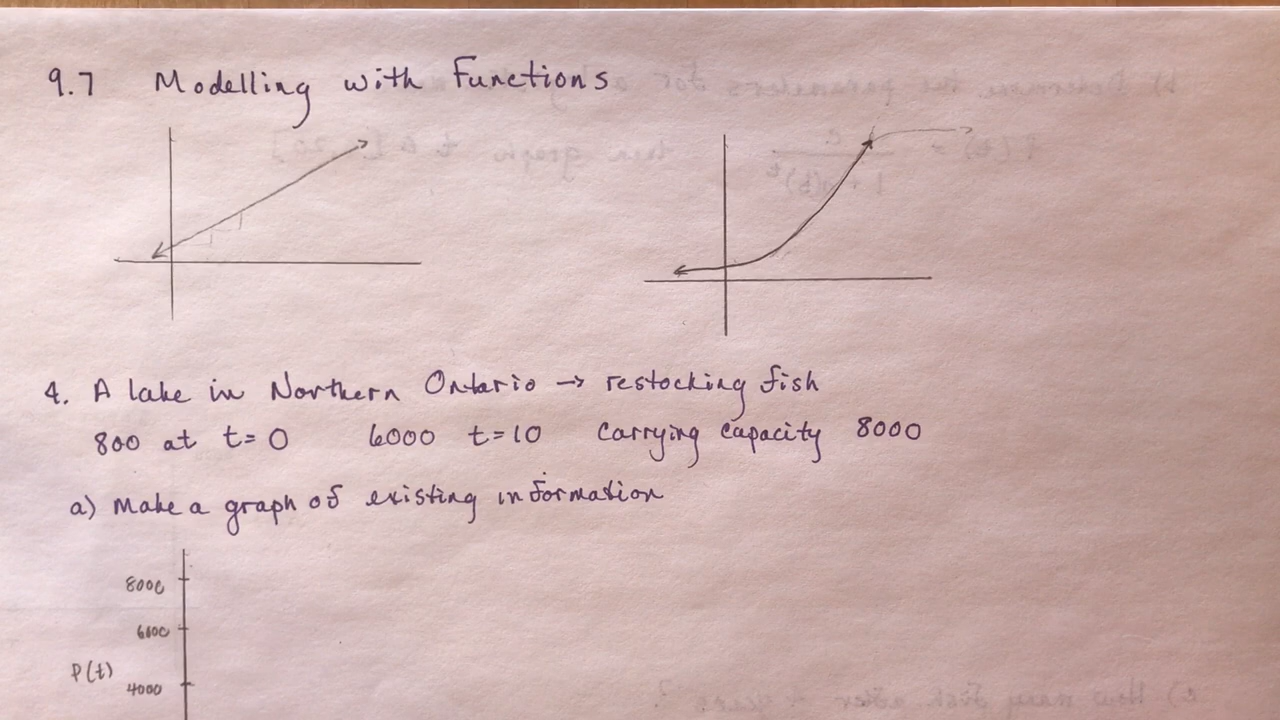 9.7 Modelling with Functions
4. A lake in Northern Ontario → restocking fish
800 at t=0 6000 t=10 Carrying capacity 8000
a) Make a graph of existing information
8000
6000
P(t)
4000